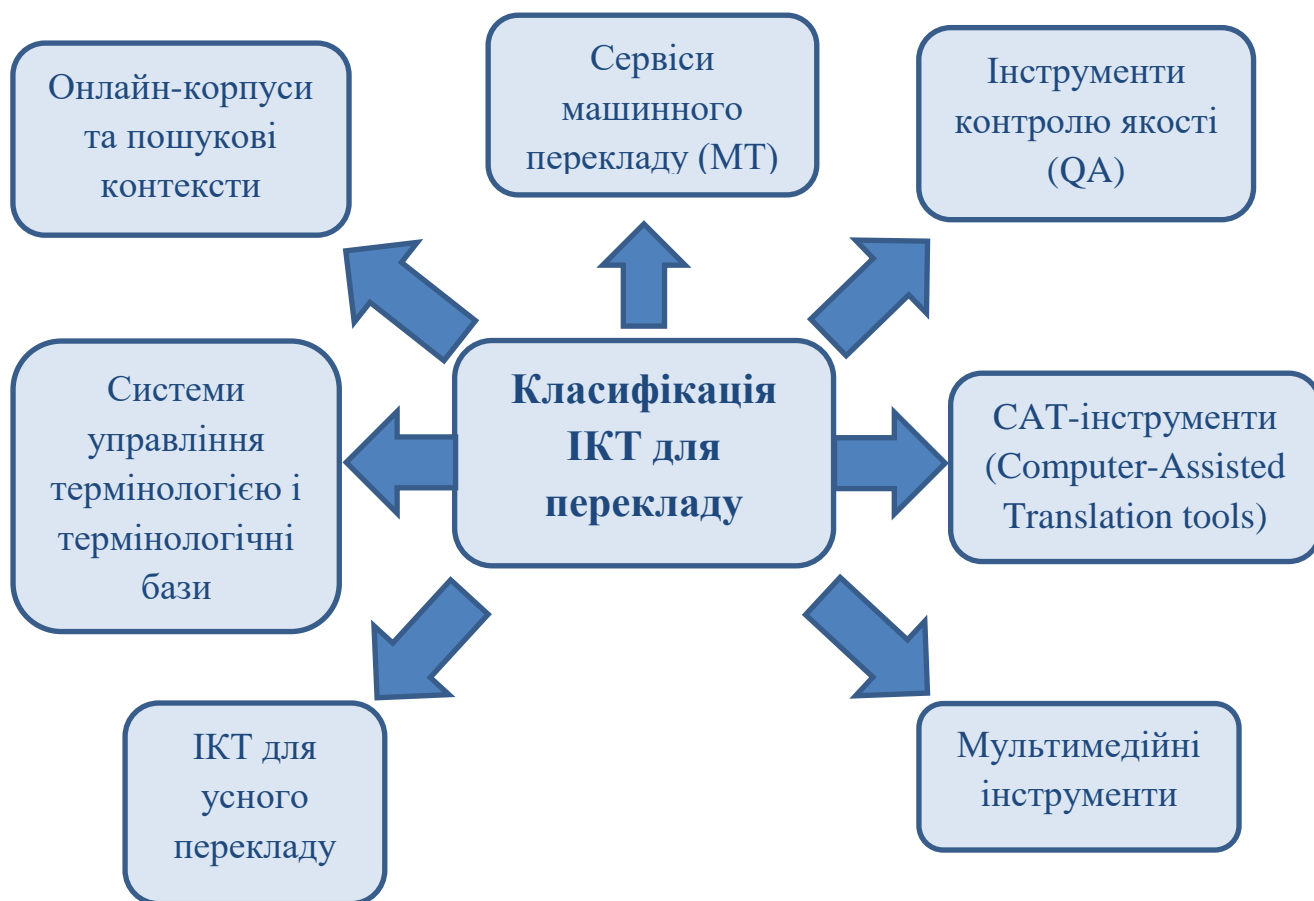 Онлайн-корпуси
та пошукові
контексти
Сервіси
машинного
перекладу (МТ)
Інструменти
контролю якості
(QA)
Системи
управління
термінологією і
термінологічні
бази
Класифікація
ІКТ для
перекладу
CAT-інструменти
(Computer-Assisted
Translation tools)
ІКТ для
усного
перекладу
Мультимедійні
інструменти